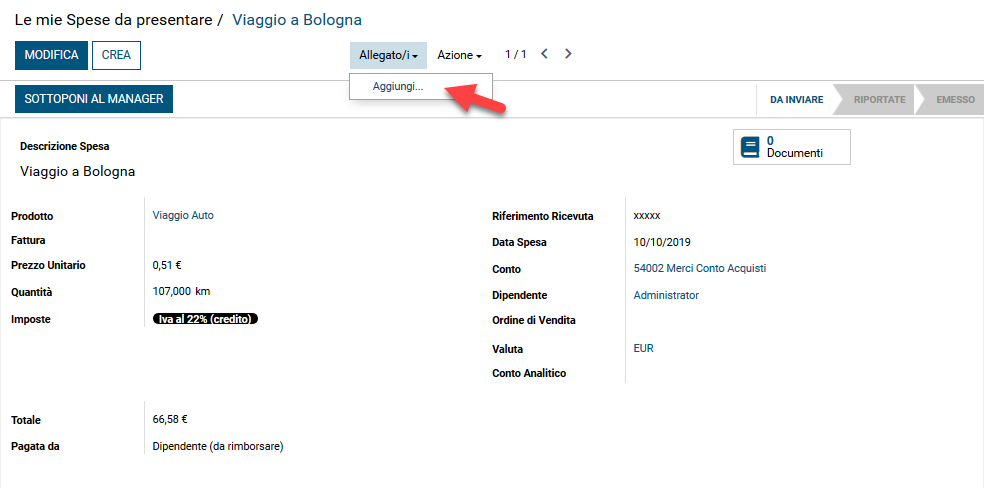 Le mie Spese da presentare / Viaggio a Bologna
MODIFICA CREA Allegato/i Azione 1 / 1
Aggiungi...
SOTTOPONI AL MANAGER DA INVIARE RIPORTATE EMESSO
0
Documenti
Descrizione Spesa
Viaggio a Bologna
Prodotto Viaggio Auto
Fattura
Prezzo Unitario 0,51 €
Quantità 107,000 km
Imposte Iva al 22% (credito)
Riferimento Ricevuta xxxxx
Data Spesa 10/10/2019
Conto 54002 Merci Conto Acquisti
Dipendente Administrator
Ordine di Vendita
Valuta EUR
Conto Analitico
Totale 66,58 €
Pagata da Dipendente (da rimborsare)